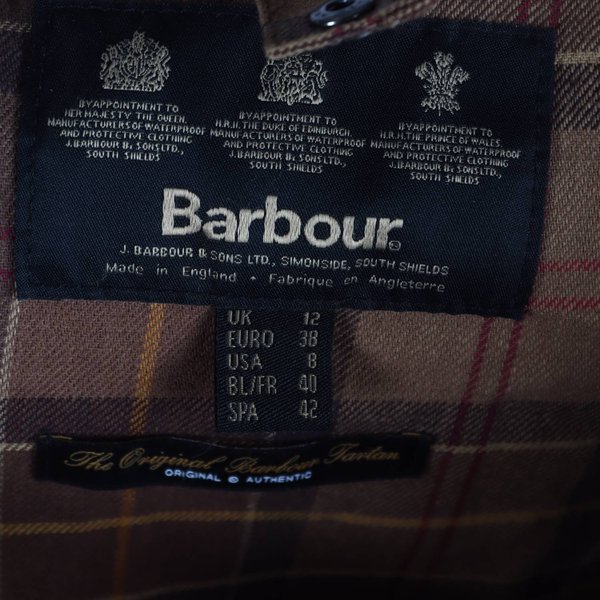 BY APPOINTMENT TO
HER MAJESTY THE QUEEN.
MANUFACTURERS OF WATERPROOF
AND PROTECTIVE CLOTHING
J. BARBOUR & SONS LTD.,
SOUTH SHIELDS
BY APPOINTMENT TO
H.R.H. THE DUKE OF EDINBURGH.
MANUFACTURERS OF WATERPROOF
AND PROTECTIVE CLOTHING
J. BARBOUR & SONS LTD.,
SOUTH SHIELDS
BY APPOINTMENT TO
H.R.H. THE PRINCE OF WALES.
MANUFACTURERS OF WATERPROOF
AND PROTECTIVE CLOTHING
J. BARBOUR & SONS LTD.,
SOUTH SHIELDS
Barbour®
J. BARBOUR & SONS LTD., SIMONSIDE, SOUTH SHIELDS
Made in England + Fabrique en Angleterre
UK 12
EURO 38
USA 8
BL/FR 40
SPA 42
The Original Barbour Tartan
ORIGINAL © AUTHENTIC